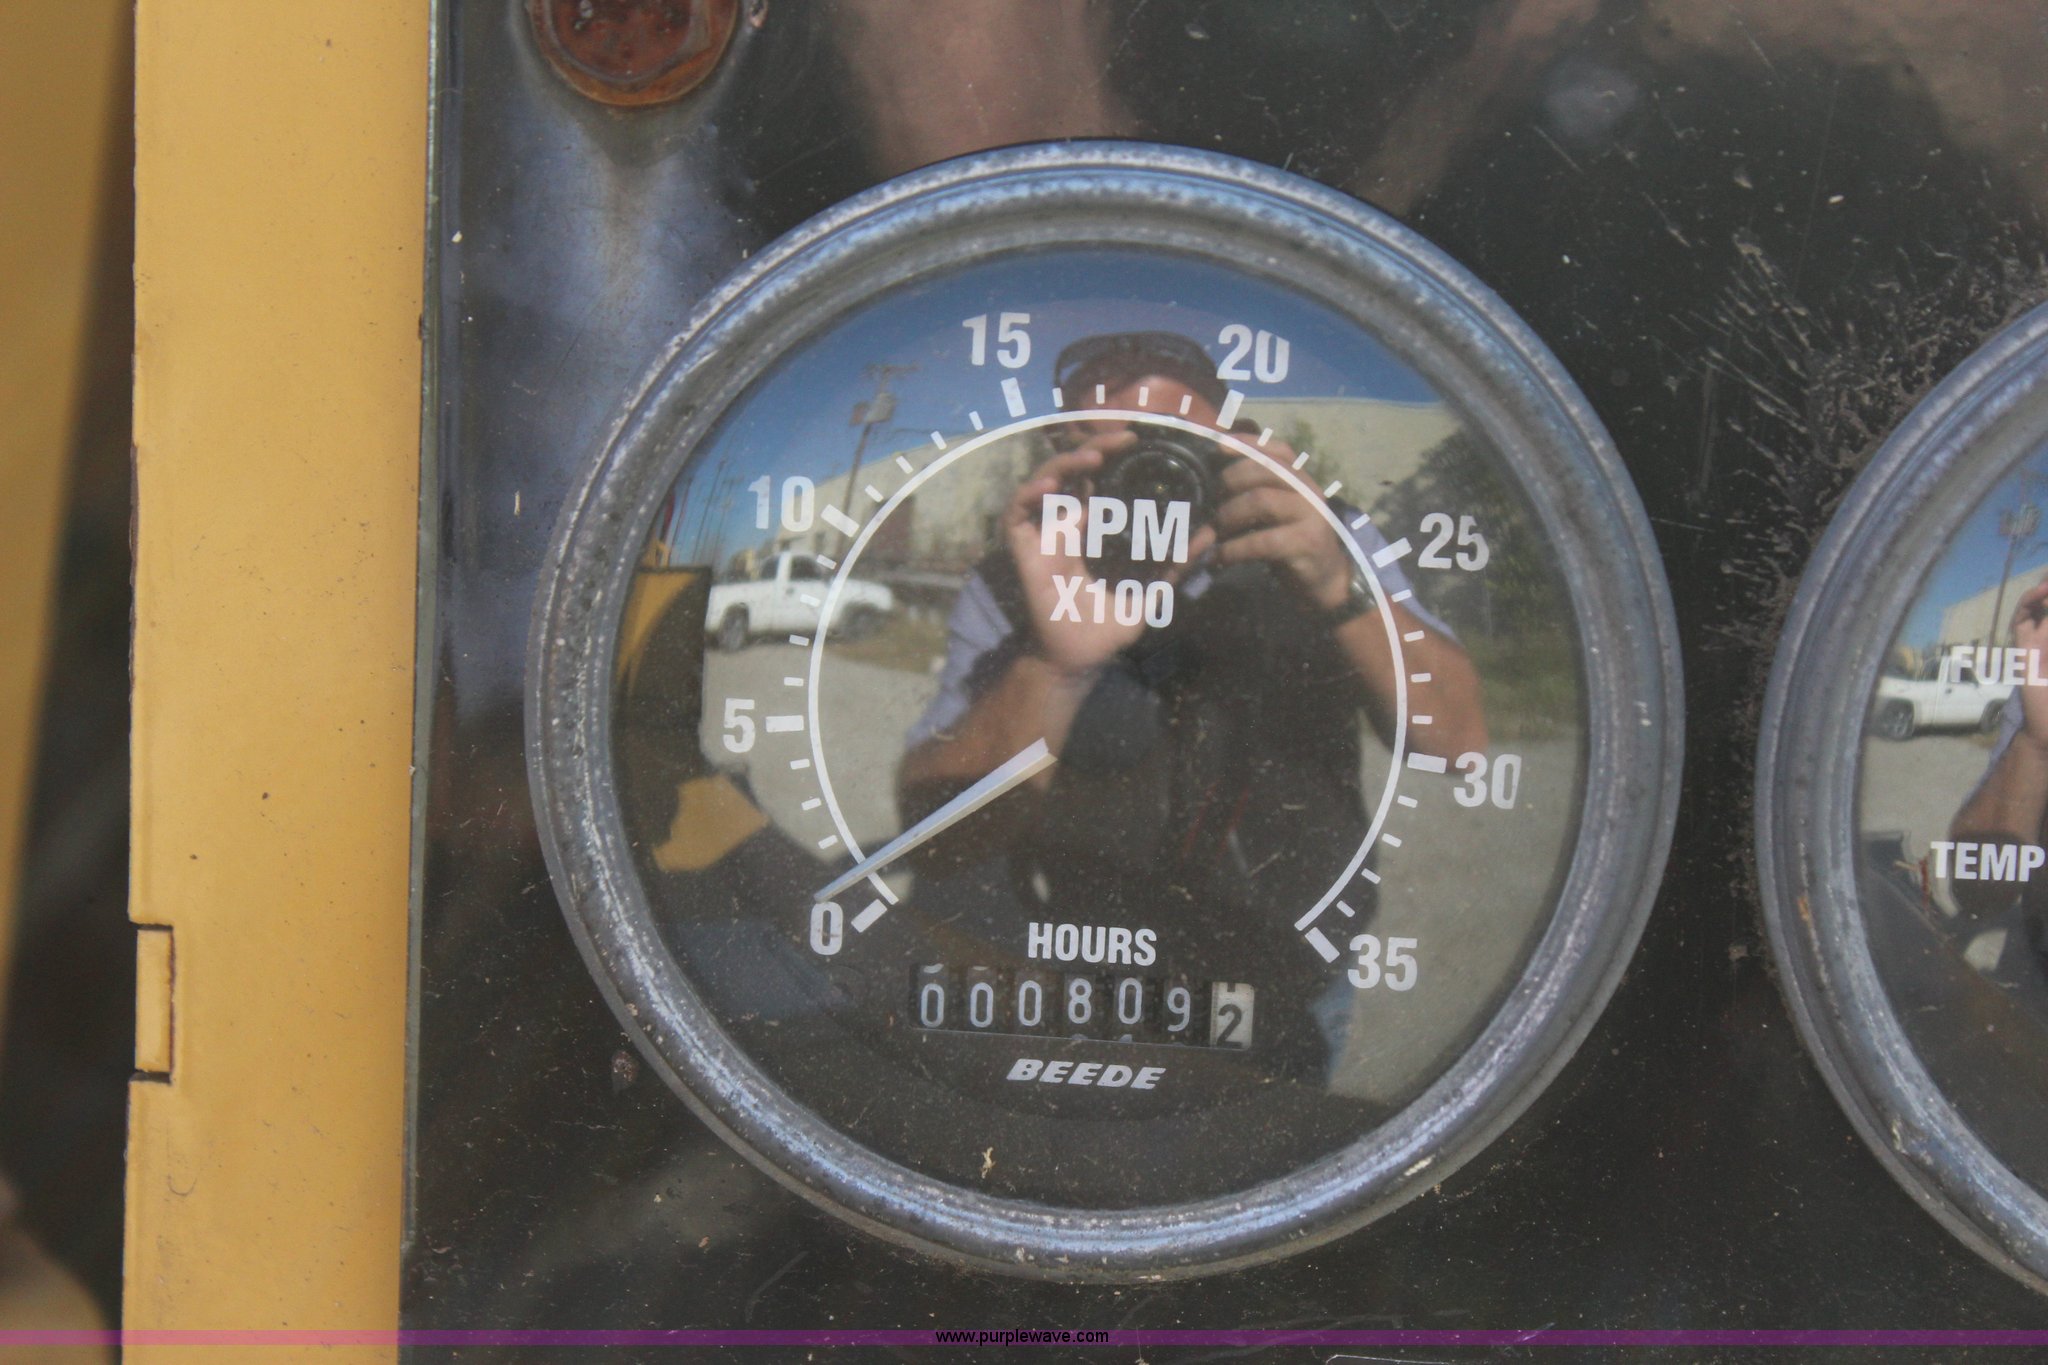 15 20
10 25
RPM
X100
5 30
0 35
HOURS
0008092
BEEDE
FUEL
TEMP
www.purplewave.com